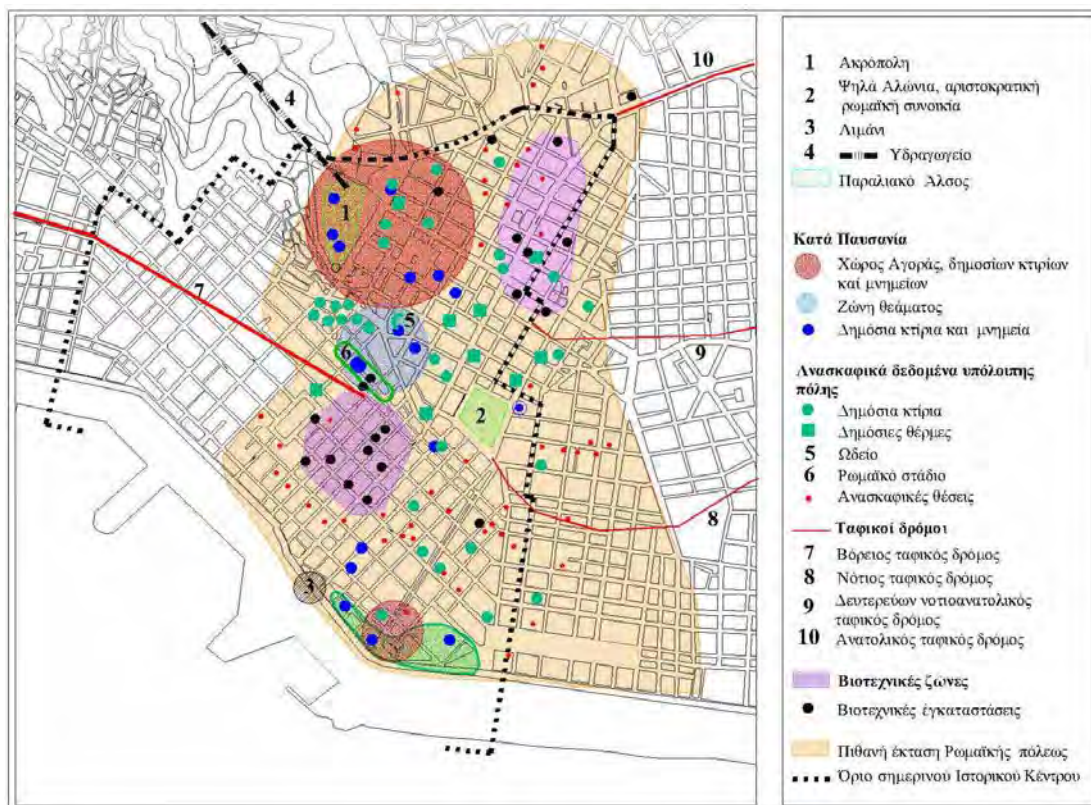 10
4
1
7
5
6
9
2
8
3
1 Ακρόπολη
2 Ψηλά Αλώνια, αριστοκρατική
ρωμαϊκή συνοικία
3 Λιμάνι
4 Υδραγωγείο
Παραλιακό Άλσος
Κατά Παυσανία
Χώρος Αγοράς, δημοσίων κτιρίων
καί μνημείων
Ζώνη θεάματος
Δημόσια κτίρια και μνημεία
Ανασκαφικά δεδομένα υπόλοιπης
πόλης
Δημόσια κτίρια
Δημόσιες θέρμες
5 Ωδείο
6 Ρωμαϊκό στάδιο
Ανασκαφικές θέσεις
Ταφικοί δρόμοι
7 Βόρειος ταφικός δρόμος
8 Νότιος ταφικός δρόμος
9 Δευτερεύων νοτιοανατολικός
ταφικός δρόμος
10 Ανατολικός ταφικός δρόμος
Βιοτεχνικές ζώνες
Βιοτεχνικές έγκαταστάσεις
Πιθανή έκταση Ρωμαϊκής πόλεως
Όριο σημερινού Ιστορικού Κέντρου